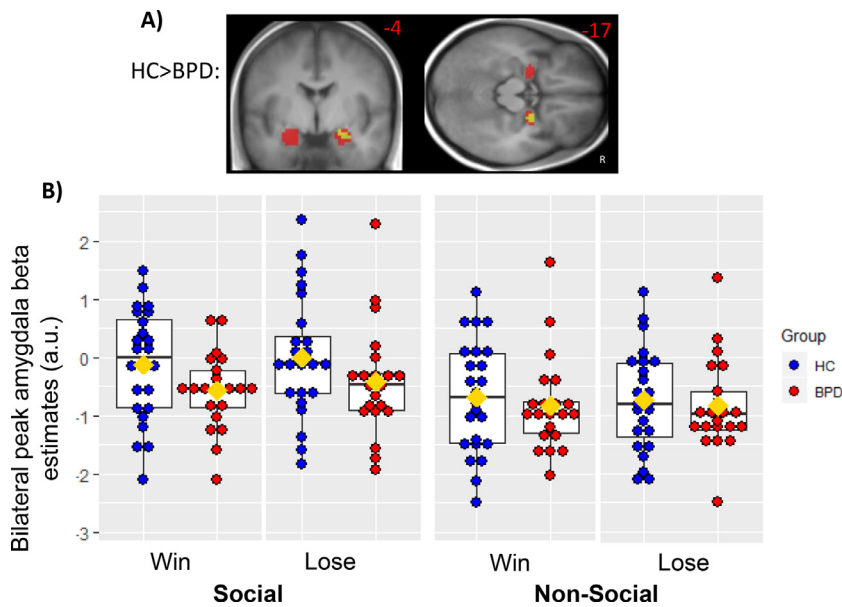 A)
HC>BPD:
-4
-17
R
B)
Bilateral peak amygdala beta
estimates (a.u.)
2
1
0
-1
-2
-3
Group
HC
BPD
Win
Lose
Win
Lose
Social
Non-Social